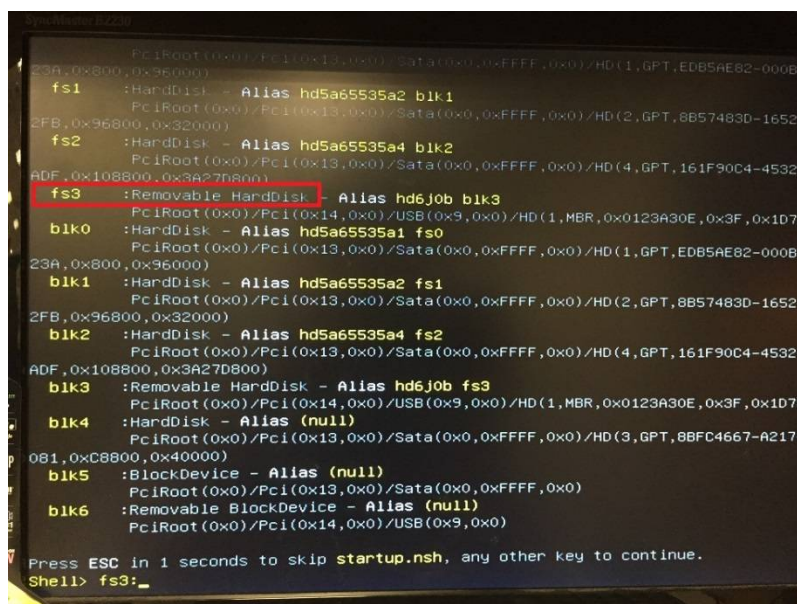 SyncMaster B2230
PciRoot(0x0)/Pci(0x13,0x0)/Sata(0x0,0xFFFF,0x0)/HD(1,GPT,EDB5AE82-000B
23A,0x800,0x96000)
fs1 :HardDisk - Alias hd5a65535a2 blk1
PciRoot(0x0)/Pci(0x13,0x0)/Sata(0x0,0xFFFF,0x0)/HD(2,GPT,8B57483D-1652
2FB,0x96800,0x32000)
fs2 :HardDisk - Alias hd5a65535a4 blk2
PciRoot(0x0)/Pci(0x13,0x0)/Sata(0x0,0xFFFF,0x0)/HD(4,GPT,161F90C4-4532
ADF,0x108800,0x3A27D800)
fs3 :Removable HardDisk - Alias hd6j0b blk3
PciRoot(0x0)/Pci(0x14,0x0)/USB(0x9,0x0)/HD(1,MBR,0x0123A30E,0x3F,0x1D7
blk0 :HardDisk - Alias hd5a65535a1 fs0
PciRoot(0x0)/Pci(0x13,0x0)/Sata(0x0,0xFFFF,0x0)/HD(1,GPT,EDB5AE82-000B
23A,0x800,0x96000)
blk1 :HardDisk - Alias hd5a65535a2 fs1
PciRoot(0x0)/Pci(0x13,0x0)/Sata(0x0,0xFFFF,0x0)/HD(2,GPT,8B57483D-1652
2FB,0x96800,0x32000)
blk2 :HardDisk - Alias hd5a65535a4 fs2
PciRoot(0x0)/Pci(0x13,0x0)/Sata(0x0,0xFFFF,0x0)/HD(4,GPT,161F90C4-4532
ADF,0x108800,0x3A27D800)
blk3 :Removable HardDisk - Alias hd6j0b fs3
PciRoot(0x0)/Pci(0x14,0x0)/USB(0x9,0x0)/HD(1,MBR,0x0123A30E,0x3F,0x1D7
blk4 :HardDisk - Alias (null)
PciRoot(0x0)/Pci(0x13,0x0)/Sata(0x0,0xFFFF,0x0)/HD(3,GPT,8BFC4667-A217
081,0xC8800,0x40000)
blk5 :BlockDevice - Alias (null)
PciRoot(0x0)/Pci(0x13,0x0)/Sata(0x0,0xFFFF,0x0)
blk6 :Removable BlockDevice - Alias (null)
PciRoot(0x0)/Pci(0x14,0x0)/USB(0x9,0x0)
Press ESC in 1 seconds to skip startup.nsh, any other key to continue.
Shell> fs3:_